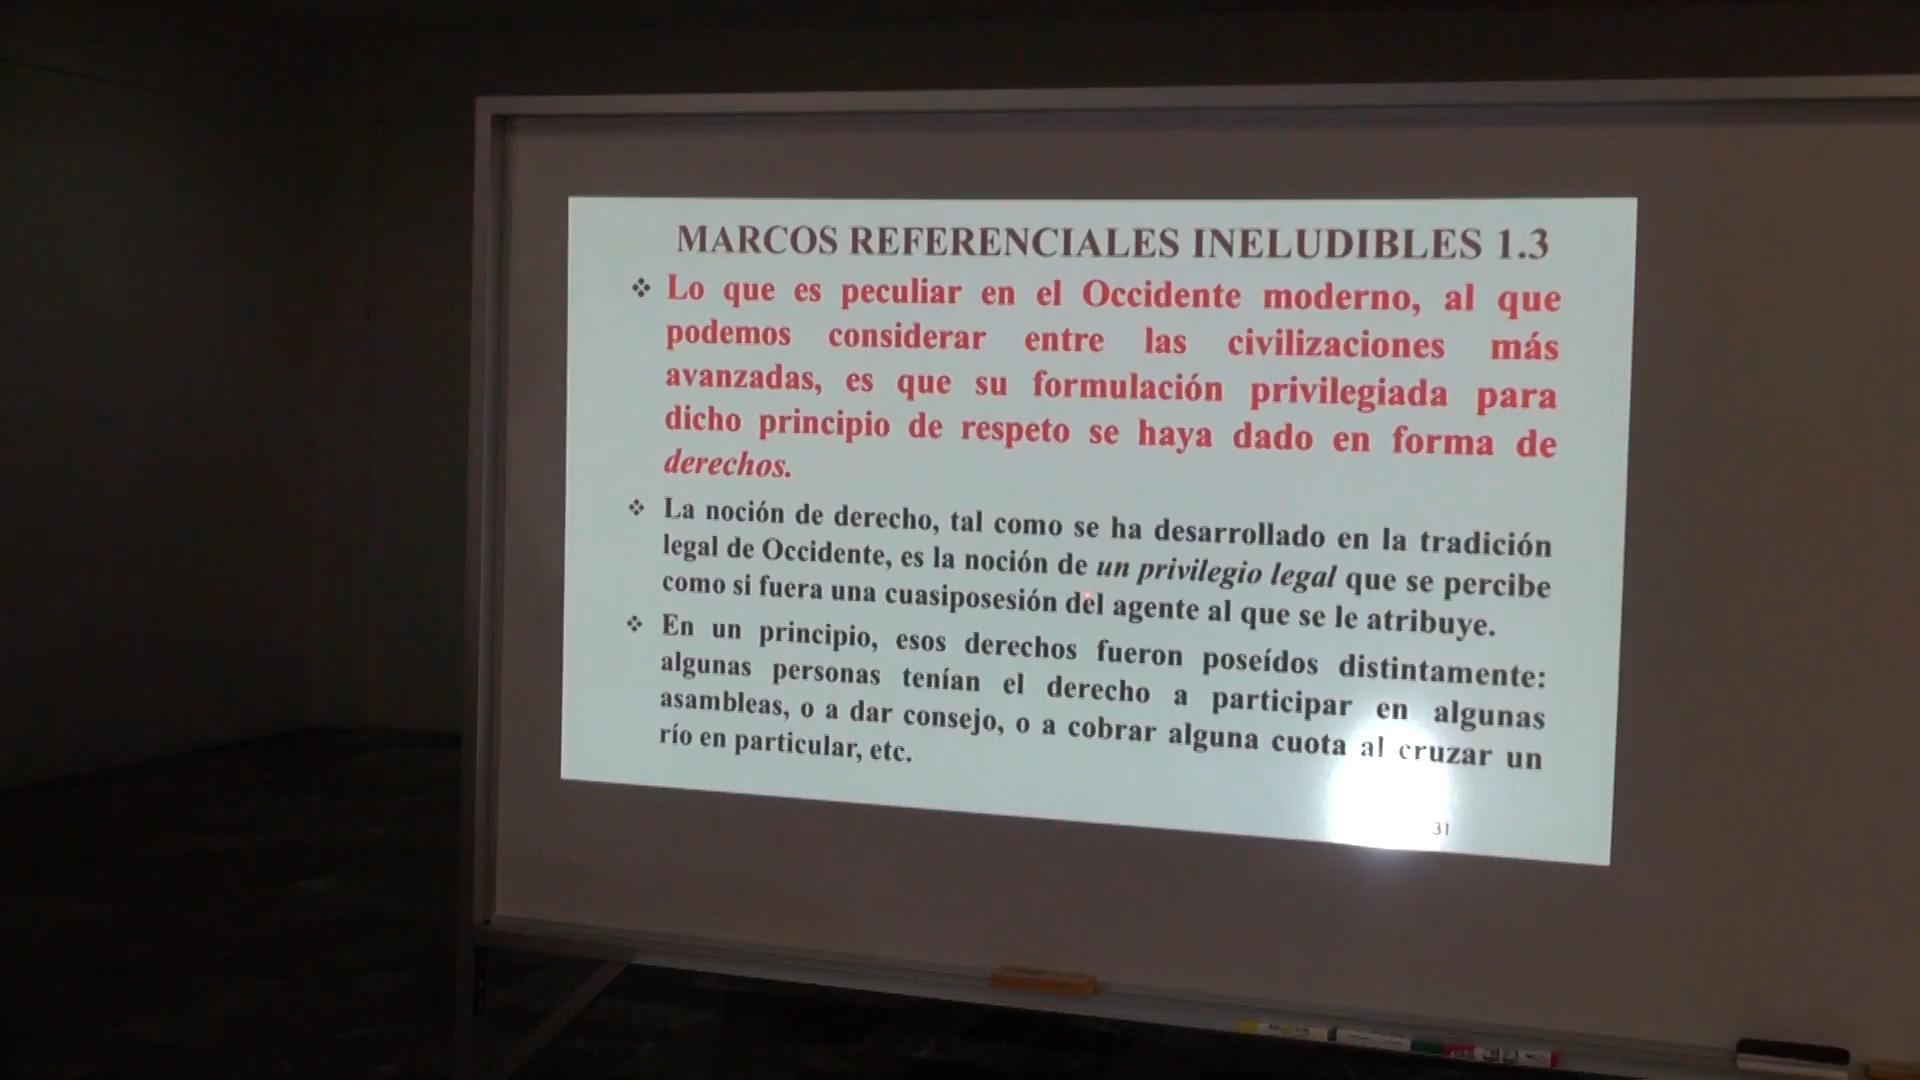 MARCOS REFERENCIALES INELUDIBLES 1.3
❖ Lo que es peculiar en el Occidente moderno, al que
podemos considerar entre las civilizaciones más
avanzadas, es que su formulación privilegiada para
dicho principio de respeto se haya dado en forma de
derechos.
❖ La noción de derecho, tal como se ha desarrollado en la tradición
legal de Occidente, es la noción de un privilegio legal que se percibe
como si fuera una cuasiposesión del agente al que se le atribuye.
❖ En un principio, esos derechos fueron poseídos distintamente:
algunas personas tenían el derecho a participar en algunas
asambleas, o a dar consejo, o a cobrar alguna cuota al cruzar un
río en particular, etc.
31